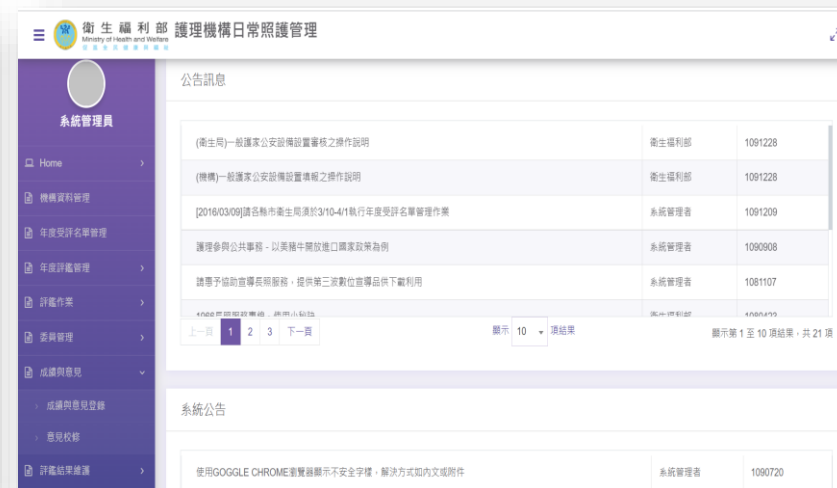 衛生福利部 護理機構日常照護管理
Ministry of Health and Welfare
系統管理員
Home
機構資料管理
年度受評名單管理
年度評鑑管理
評鑑作業
委員管理
成績與意見
成績與意見登錄
意見校修
評鑑結果維護
公告訊息
(衛生局)一般護家公安設備設置審核之操作說明 衛生福利部 1091228
(機構)一般護家公安設備設置填報之操作說明 衛生福利部 1091228
[2016/03/09]請各縣市衛生局須於3/10-4/1執行年度受評名單管理作業 系統管理者 1091209
護理參與公共事務 - 以美豬牛開放進口國家政策為例 系統管理者 1090908
請惠予協助宣導長照服務，提供第三波數位宣導品供下載利用 系統管理者 1081107
上一頁 1 2 3 下一頁 顯示 10 項結果 顯示第 1 至 10 項結果，共 21 項
系統公告
使用GOGGLE CHROME瀏覽器顯示不安全字樣，解決方式如內文或附件 系統管理者 1090720